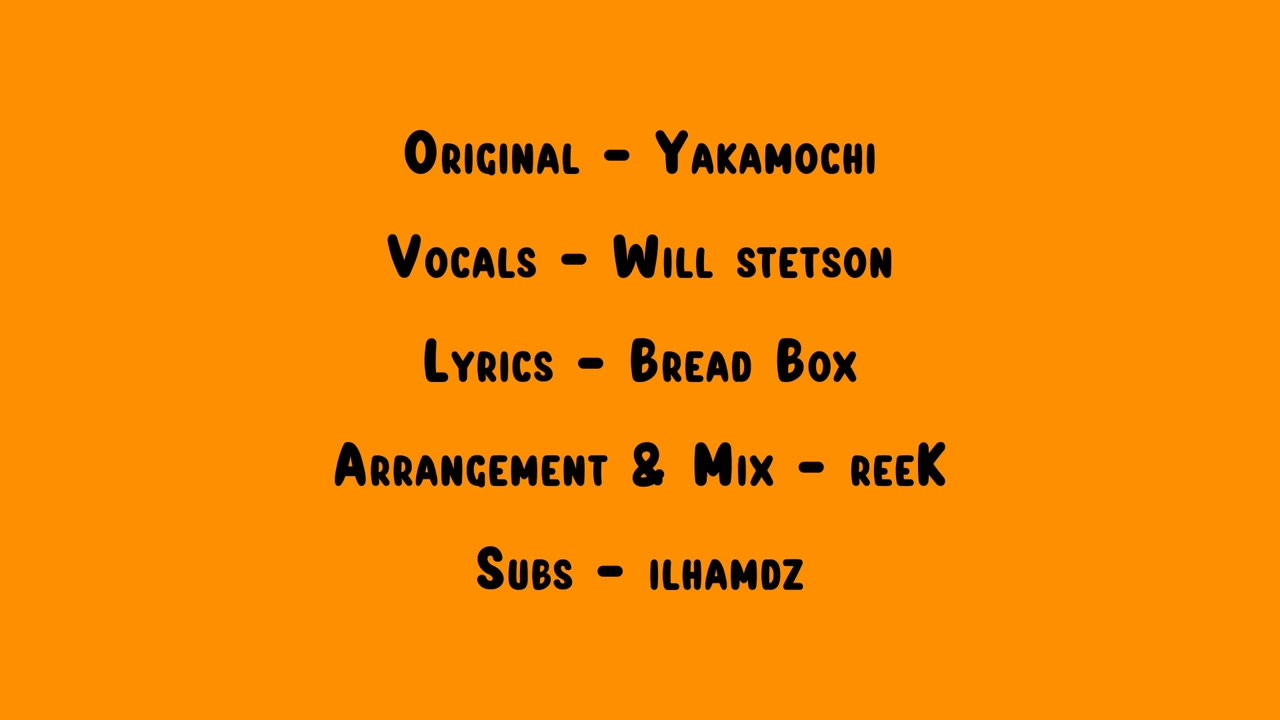 Original - Yakamochi
Vocals - Will stetson
Lyrics - Bread Box
Arrangement & Mix - reeK
Subs - ilhamdz